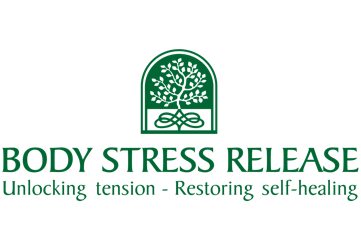 BODY STRESS RELEASE
Unlocking tension - Restoring self-healing